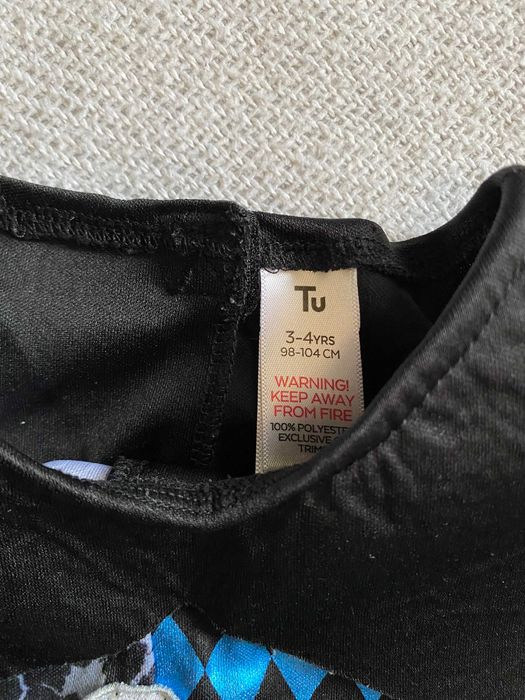 Tu
3-4YRS
98-104 CM
WARNING!
KEEP AWAY
FROM FIRE
100% POLYESTER
EXCLUSIVE
TRIM